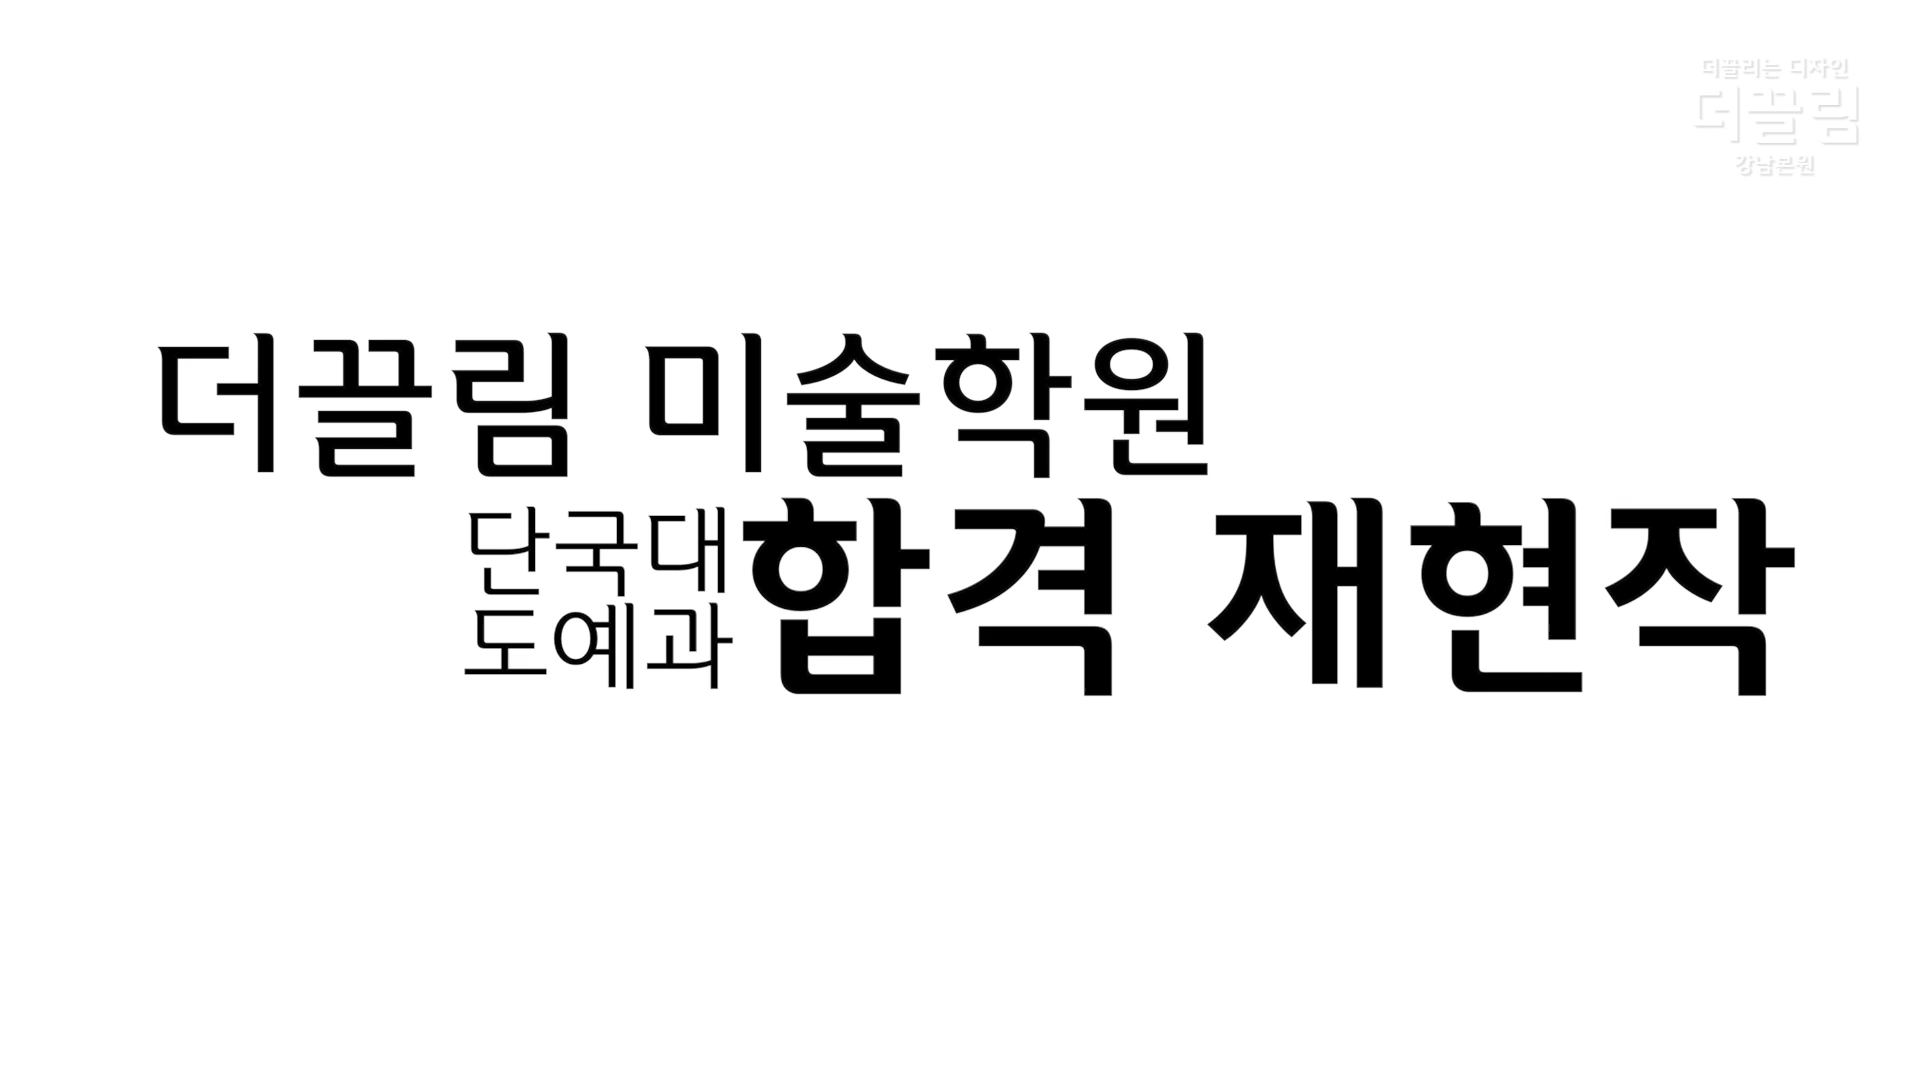 더끌리는 디자인
더끌림
강남본원
더끌림 미술학원
단국대
도예과
합격 재현작